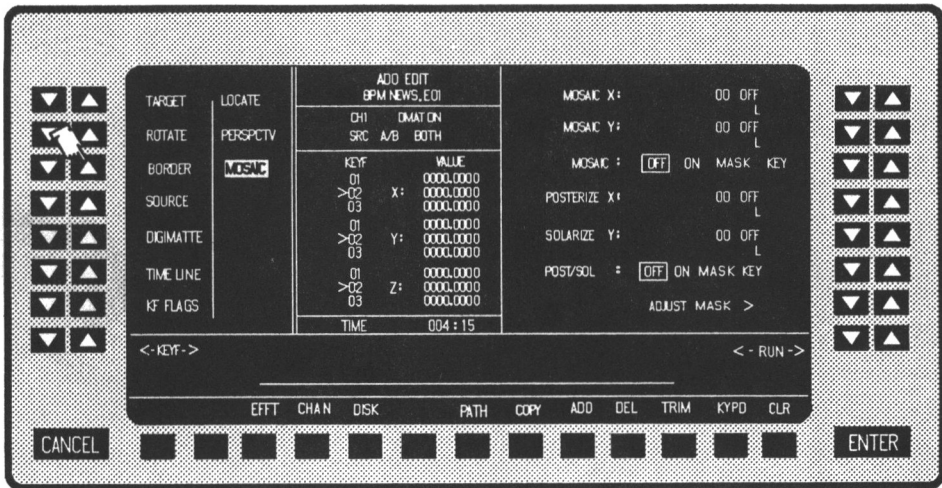 TARGET LOCATE
ROTATE PERSPCTV
BORDER MOSAIC
SOURCE
DIGIMATTE
TIME LINE
KF FLAGS
ADO EDIT
BPM NEWS_E01
CH1 DMAT ON
SRC A/B BOTH
KEYF VALUE
01 0000.0000
>02 X: 0000.0000
03 0000.0000
01 0000.0000
>02 Y: 0000.0000
03 0000.0000
01 0000.0000
>02 Z: 0000.0000
03 0000.0000
TIME 004:15
MOSAIC X: 00 OFF
L
MOSAIC Y: 00 OFF
L
MOSAIC : OFF ON MASK KEY
POSTERIZE X: 00 OFF
L
SOLARIZE Y: 00 OFF
L
POST/SOL : OFF ON MASK KEY
ADJUST MASK >
<-KEYF-> <-RUN->
EFFT CHAN DISK PATH COPY ADD DEL TRIM KYPD CLR
CANCEL ENTER